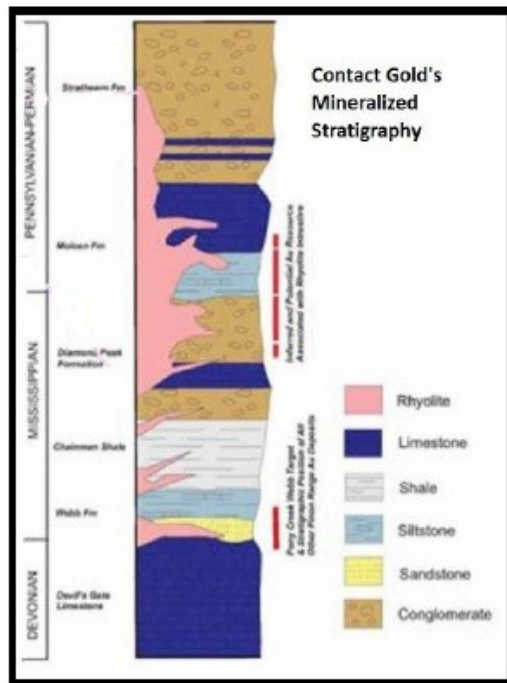 Contact Gold's
Mineralized
Stratigraphy
PENNSYLVANIAN-PERMIAN
MISSISSIPPIAN
DEVONIAN
Strathearn Fm
Moleen Fm
Diamond Peak
Formation
Chainman Shale
Webb Fm
Devil's Gate
Limestone
Inferred and Potential Au Resource
Associated with Rhyolite Intrusive
Pony Creek Webb Target
& Stratigraphic Position of All
Other Pinon Range Au Deposits
Rhyolite
Limestone
Shale
Siltstone
Sandstone
Conglomerate